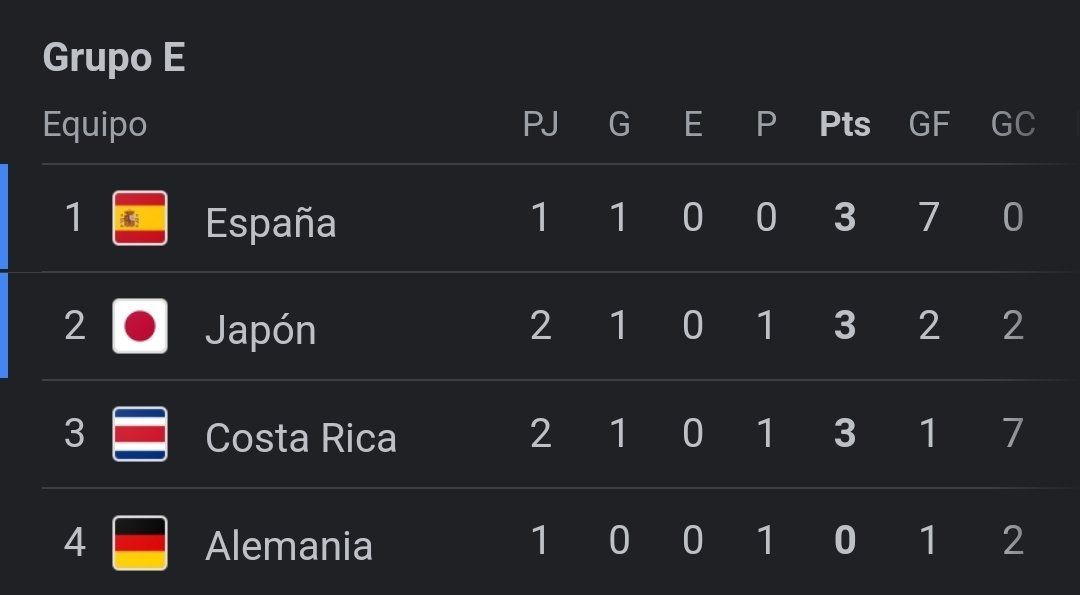 Grupo E
Equipo PJ G E P Pts GF GC
1 España 1 1 0 0 3 7 0
2 Japón 2 1 0 1 3 2 2
3 Costa Rica 2 1 0 1 3 1 7
4 Alemania 1 0 0 1 0 1 2